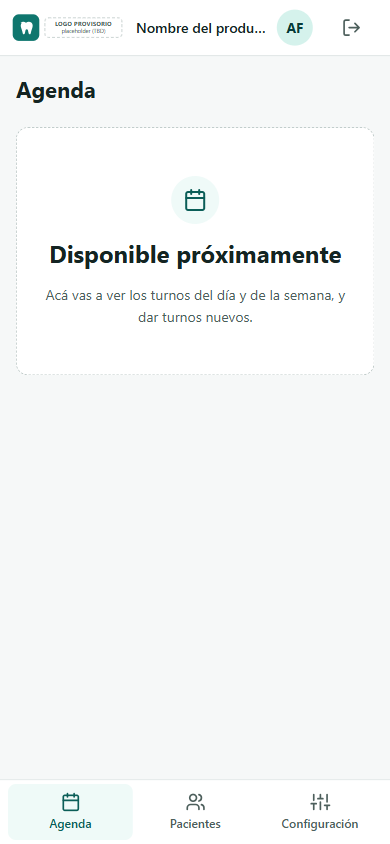 LOGO PROVISORIO
placeholder (18U)
Nombre del produ...
AF
Agenda
Disponible próximamente
Acá vas a ver los turnos del día y de la semana, y
dar turnos nuevos.
Agenda
Pacientes
Configuración